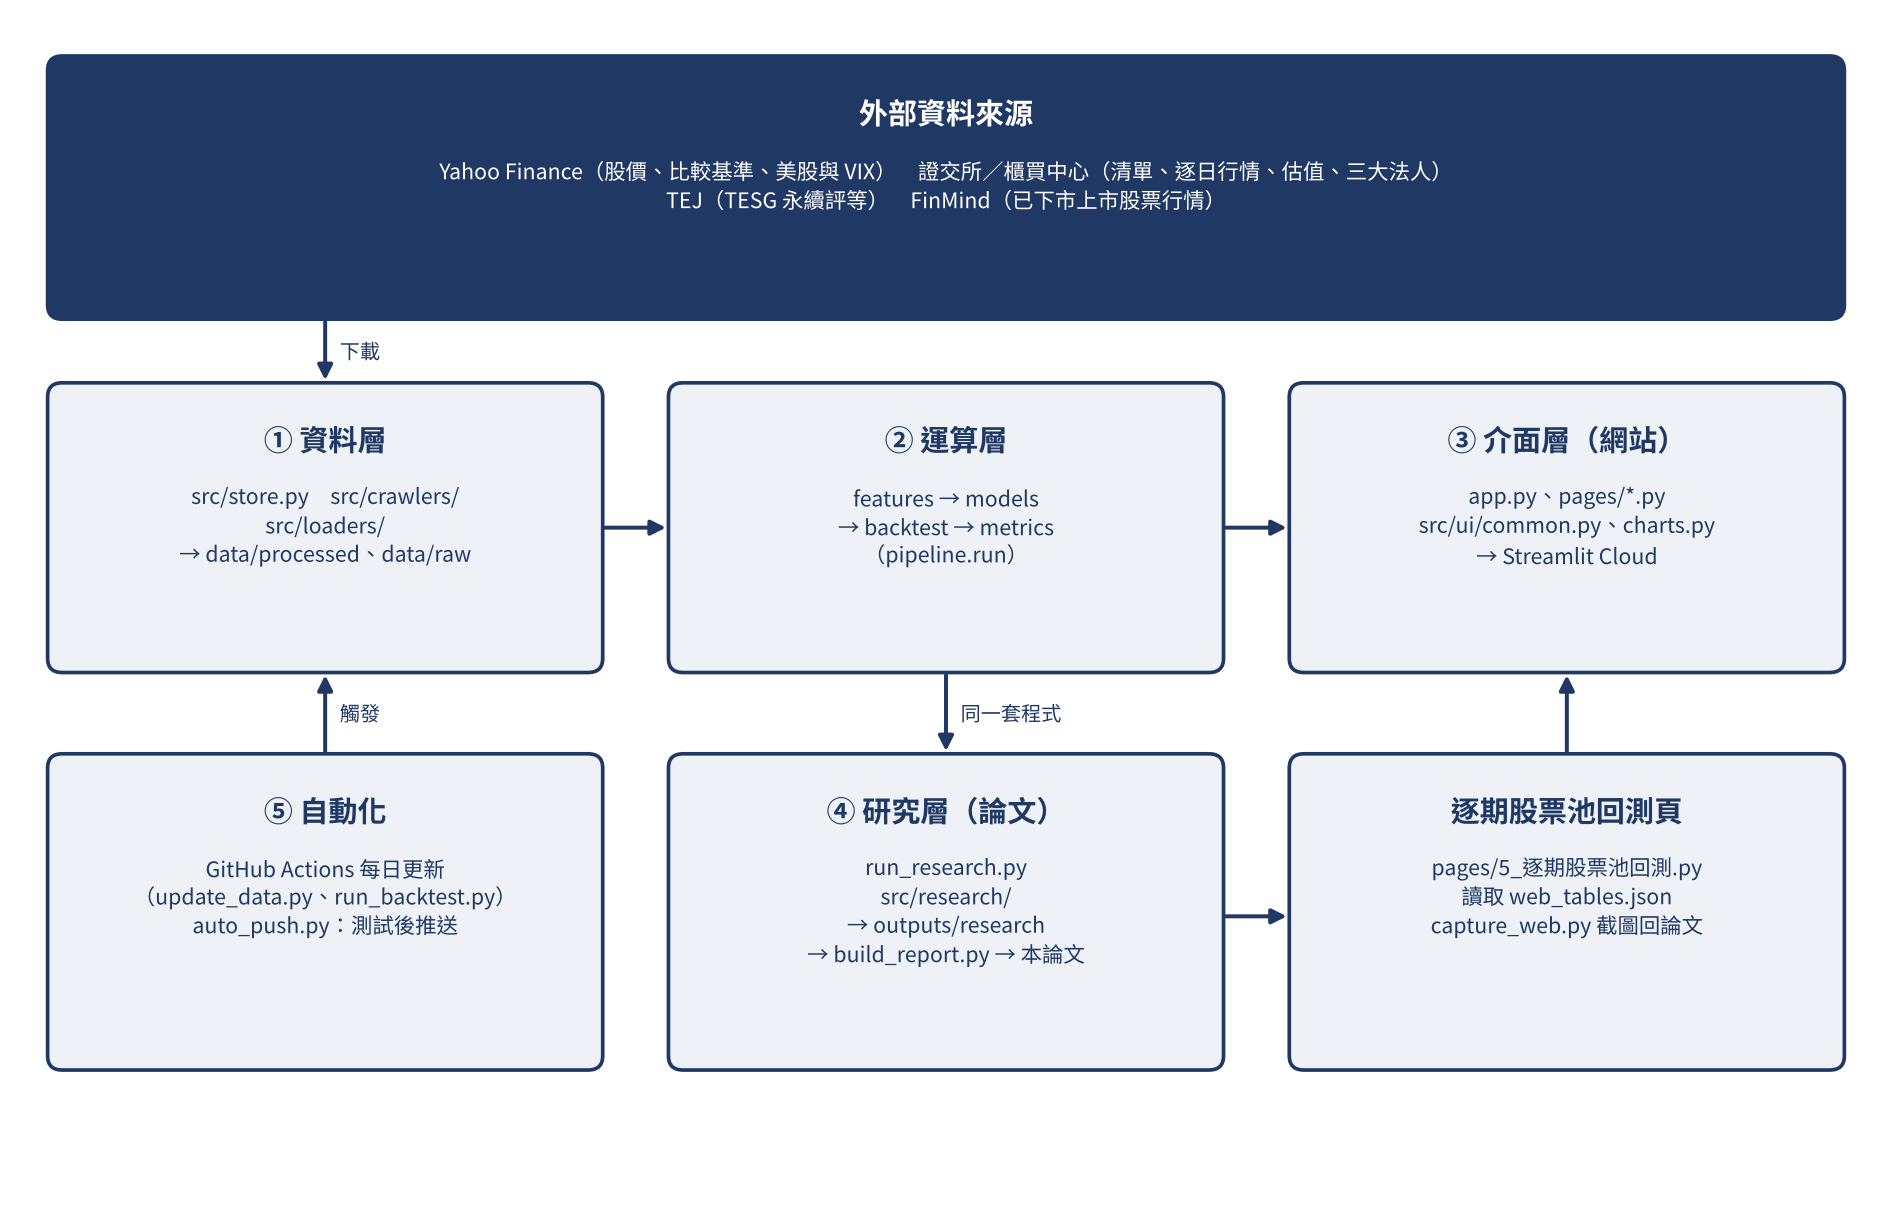 外部資料來源
Yahoo Finance（股價、比較基準、美股與 VIX）　證交所／櫃買中心（清單、逐日行情、估值、三大法人）
TEJ（TESG 永續評等）　FinMind（已下市上市股票行情）
下載
① 資料層
src/store.py　src/crawlers/
src/loaders/
→ data/processed、data/raw
② 運算層
features → models
→ backtest → metrics
（pipeline.run）
③ 介面層（網站）
app.py、pages/*.py
src/ui/common.py、charts.py
→ Streamlit Cloud
觸發
同一套程式
⑤ 自動化
GitHub Actions 每日更新
（update_data.py、run_backtest.py）
auto_push.py：測試後推送
④ 研究層（論文）
run_research.py
src/research/
→ outputs/research
→ build_report.py → 本論文
逐期股票池回測頁
pages/5_逐期股票池回測.py
讀取 web_tables.json
capture_web.py 截圖回論文